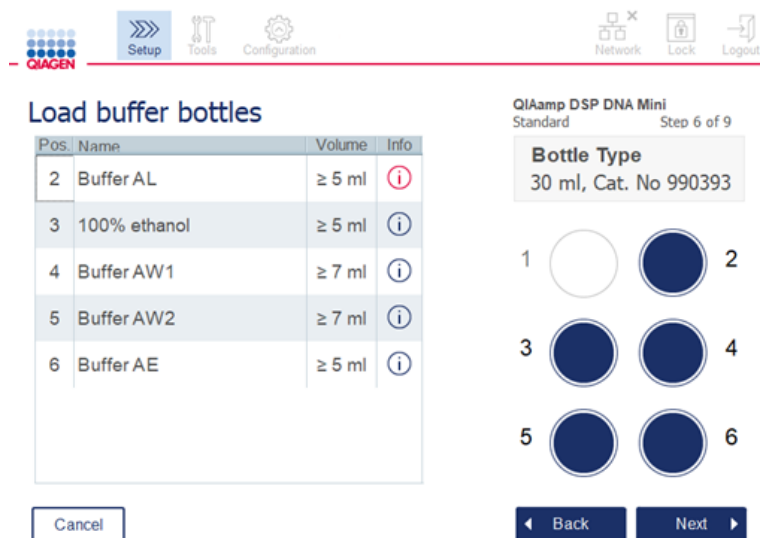 QIAGEN
Setup
Tools
Configuration
Network
Lock
Logout
Load buffer bottles
QIAamp DSP DNA Mini
Standard Step 6 of 9
Pos. Name Volume Info
2 Buffer AL ≥ 5 ml i
3 100% ethanol ≥ 5 ml i
4 Buffer AW1 ≥ 7 ml i
5 Buffer AW2 ≥ 7 ml i
6 Buffer AE ≥ 5 ml i
Bottle Type
30 ml, Cat. No 990393
1 2
3 4
5 6
Cancel
Back
Next